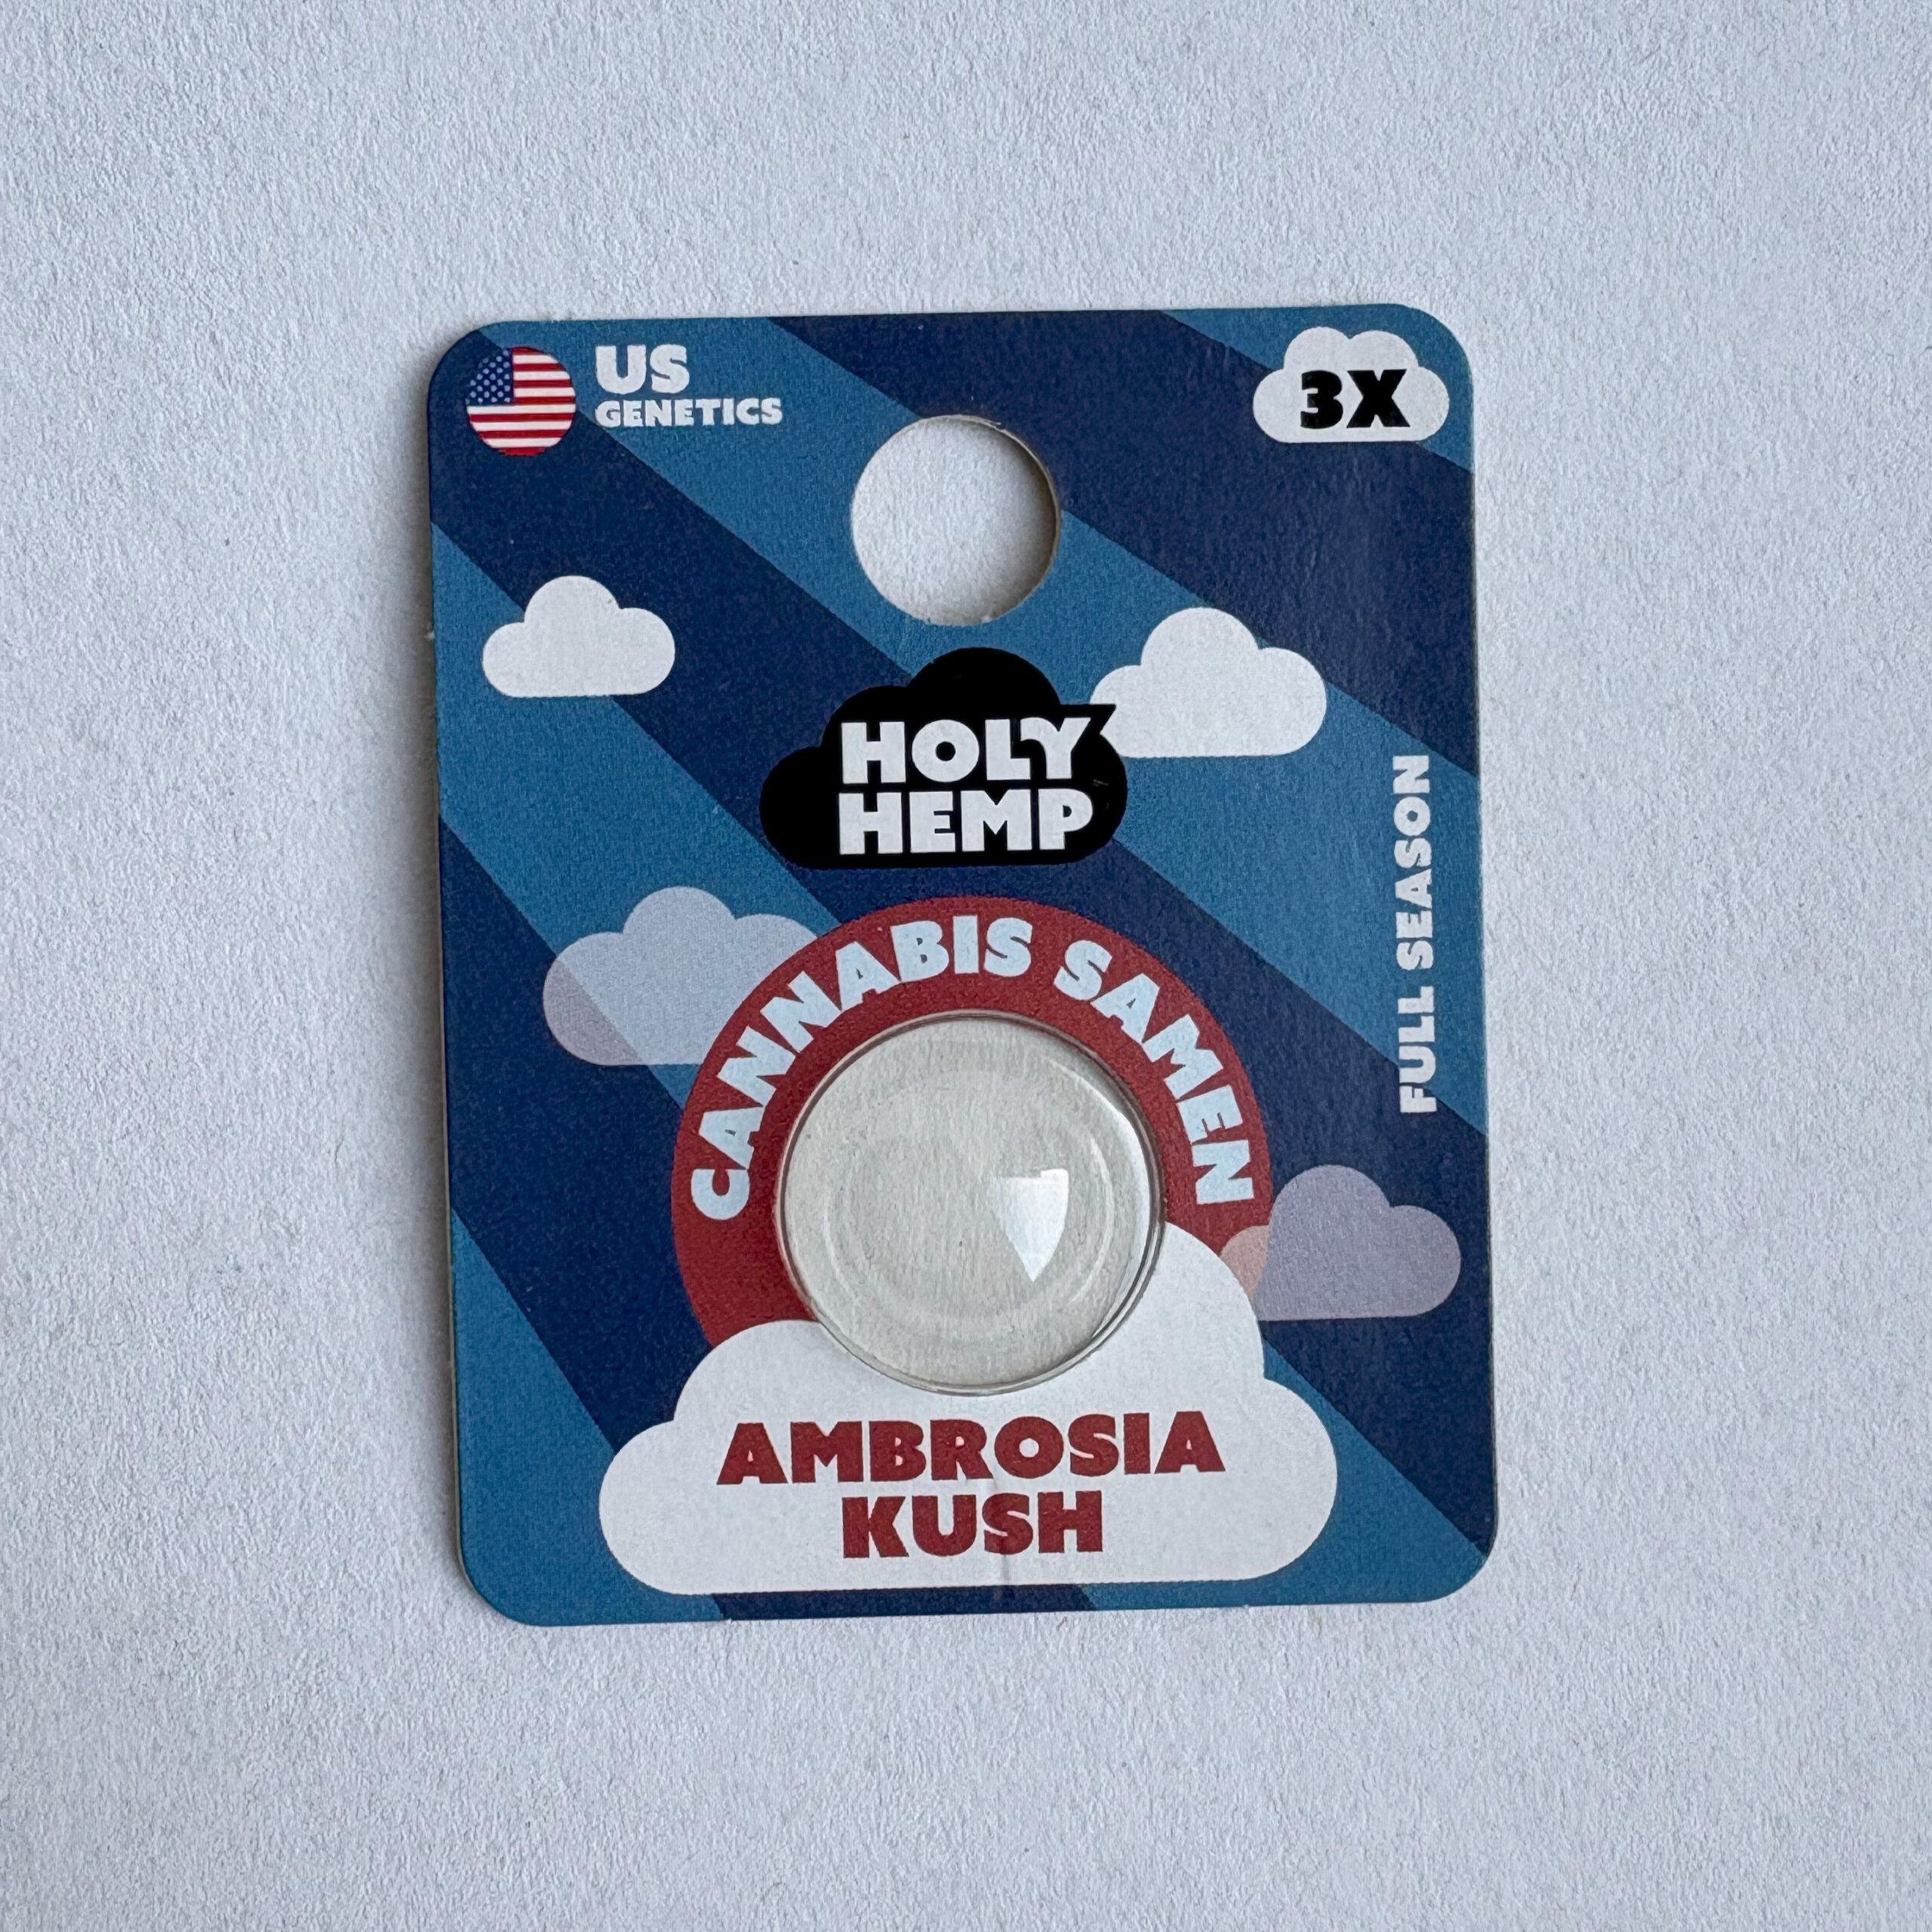 US
GENETICS
3X
HOLY
HEMP
FULL SEASON
CANNABIS SAMEN
AMBROSIA
KUSH